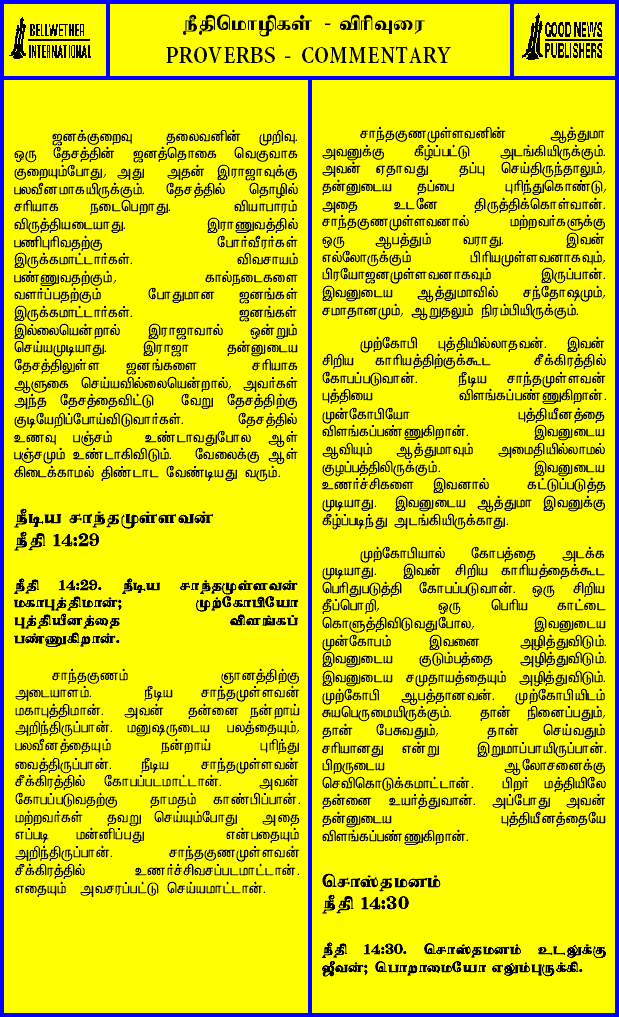 BELLWETHER
INTERNATIONAL
நீதிமொழிகள் - விரிவுரை
PROVERBS - COMMENTARY
GOOD NEWS
PUBLISHERS
ஜனக்குறைவு தலைவனின் முறிவு.
ஒரு தேசத்தின் ஜனத்தொகை வெகுவாக
குறையும்போது, அது அதன் இராஜாவுக்கு
பலவீனமாகயிருக்கும். தேசத்தில் தொழில்
சரியாக நடைபெறாது. வியாபாரம்
விருத்தியடையாது. இராணுவத்தில்
பணிபுரிவதற்கு போர்வீரர்கள்
இருக்கமாட்டார்கள். விவசாயம்
பண்ணுவதற்கும், கால்நடைகளை
வளர்ப்பதற்கும் போதுமான ஜனங்கள்
இருக்கமாட்டார்கள். ஜனங்கள்
இல்லையென்றால் இராஜாவால் ஒன்றும்
செய்யமுடியாது. இராஜா தன்னுடைய
தேசத்திலுள்ள ஜனங்களை சரியாக
ஆளுகை செய்யவில்லையென்றால், அவர்கள்
அந்த தேசத்தைவிட்டு வேறு தேசத்திற்கு
குடியேறிப்போய்விடுவார்கள். தேசத்தில்
உணவு பஞ்சம் உண்டாவதுபோல ஆள்
பஞ்சமும் உண்டாகிவிடும். வேலைக்கு ஆள்
கிடைக்காமல் திண்டாட வேண்டியது வரும்.
நீடிய சாந்தமுள்ளவன்
நீதி 14:29
நீதி 14:29. நீடிய சாந்தமுள்ளவன்
மகாபுத்திமான்; முற்கோபியோ
புத்தியீனத்தை விளங்கப்
பண்ணுகிறான்.
சாந்தகுணம் ஞானத்திற்கு
அடையாளம். நீடிய சாந்தமுள்ளவன்
மகாபுத்திமான். அவன் தன்னை நன்றாய்
அறிந்திருப்பான். மனுஷருடைய பலத்தையும்,
பலவீனத்தையும் நன்றாய் புரிந்து
வைத்திருப்பான். நீடிய சாந்தமுள்ளவன்
சீக்கிரத்தில் கோபப்படமாட்டான். அவன்
கோபப்படுவதற்கு தாமதம் காண்பிப்பான்.
மற்றவர்கள் தவறு செய்யும்போது அதை
எப்படி மன்னிப்பது என்பதையும்
அறிந்திருப்பான். சாந்தகுணமுள்ளவன்
சீக்கிரத்தில் உணர்ச்சிவசப்படமாட்டான்.
எதையும் அவசரப்பட்டு செய்யமாட்டான்.
சாந்தகுணமுள்ளவனின் ஆத்துமா
அவனுக்கு கீழ்ப்பட்டு அடங்கியிருக்கும்.
அவன் ஏதாவது தப்பு செய்திருந்தாலும்,
தன்னுடைய தப்பை புரிந்துகொண்டு,
அதை உடனே திருத்திக்கொள்வான்.
சாந்தகுணமுள்ளவனால் மற்றவர்களுக்கு
ஒரு ஆபத்தும் வராது. இவன்
எல்லோருக்கும் பிரியமுள்ளவனாகவும்,
பிரயோஜனமுள்ளவனாகவும் இருப்பான்.
இவனுடைய ஆத்துமாவில் சந்தோஷமும்,
சமாதானமும், ஆறுதலும் நிரம்பியிருக்கும்.
முற்கோபி புத்தியில்லாதவன். இவன்
சிறிய காரியத்திற்குக்கூட சீக்கிரத்தில்
கோபப்படுவான். நீடிய சாந்தமுள்ளவன்
புத்தியை விளங்கப்பண்ணுகிறான்.
முன்கோபியோ புத்தியீனத்தை
விளங்கப்பண்ணுகிறான். இவனுடைய
ஆவியும் ஆத்துமாவும் அமைதியில்லாமல்
குழப்பத்திலிருக்கும். இவனுடைய
உணர்ச்சிகளை இவனால் கட்டுப்படுத்த
முடியாது. இவனுடைய ஆத்துமா இவனுக்கு
கீழ்ப்படிந்து அடங்கியிருக்காது.
முற்கோபியால் கோபத்தை அடக்க
முடியாது. இவன் சிறிய காரியத்தைக்கூட
பெரிதுபடுத்தி கோபப்படுவான். ஒரு சிறிய
தீப்பொறி, ஒரு பெரிய காட்டை
கொளுத்திவிடுவதுபோல, இவனுடைய
முன்கோபம் இவனை அழித்துவிடும்.
இவனுடைய குடும்பத்தை அழித்துவிடும்.
இவனுடைய சமுதாயத்தையும் அழித்துவிடும்.
முற்கோபி ஆபத்தானவன். முற்கோபியிடம்
சுயபெருமையிருக்கும். தான் நினைப்பதும்,
தான் பேசுவதும், தான் செய்வதும்
சரியானது என்று இறுமாப்பாயிருப்பான்.
பிறருடைய ஆலோசனைக்கு
செவிகொடுக்கமாட்டான். பிறர் மத்தியிலே
தன்னை உயர்த்துவான். அப்போது அவன்
தன்னுடைய புத்தியீனத்தையே
விளங்கப்பண்ணுகிறான்.
சொஸ்தமனம்
நீதி 14:30
நீதி 14:30. சொஸ்தமனம் உடலுக்கு
ஜீவன்; பொறாமையோ எலும்புருக்கி.